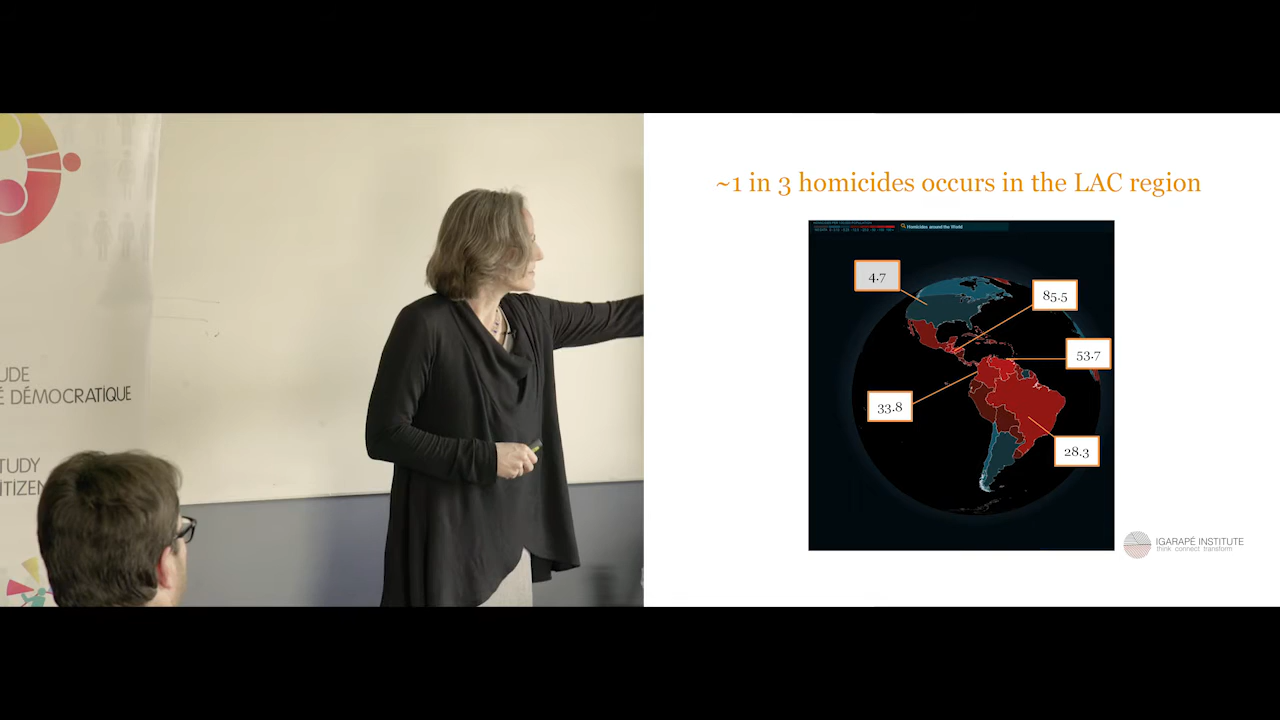 UDE
É DÉMOCRATIQUE
TUDY
ITIZEN
~1 in 3 homicides occurs in the LAC region
Homicides around the World
4.7
85.5
53.7
33.8
28.3
IGARAPÉ INSTITUTE
think connect transform